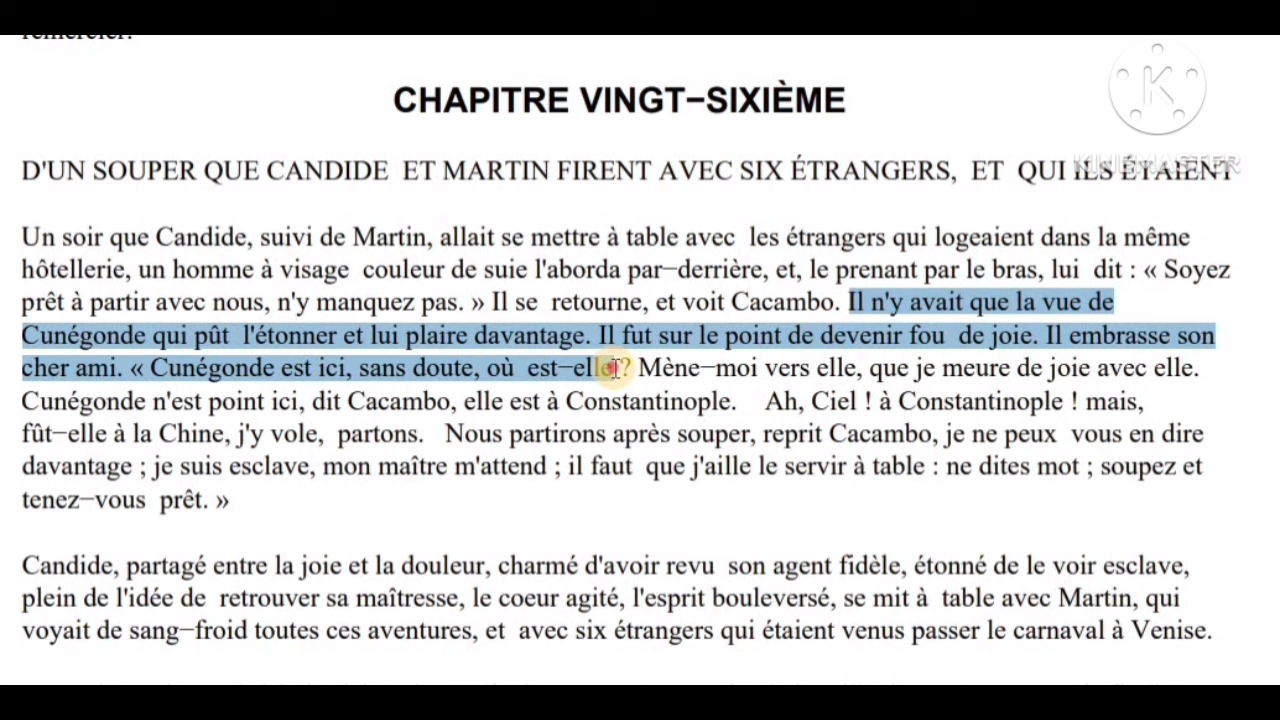 remercier.
CHAPITRE VINGT−SIXIÈME
D'UN SOUPER QUE CANDIDE ET MARTIN FIRENT AVEC SIX ÉTRANGERS, ET QUI ILS ÉTAIENT
KINEMASTER
Un soir que Candide, suivi de Martin, allait se mettre à table avec les étrangers qui logeaient dans la même
hôtellerie, un homme à visage couleur de suie l'aborda par−derrière, et, le prenant par le bras, lui dit : « Soyez
prêt à partir avec nous, n'y manquez pas. » Il se retourne, et voit Cacambo. Il n'y avait que la vue de
Cunégonde qui pût l'étonner et lui plaire davantage. Il fut sur le point de devenir fou de joie. Il embrasse son
cher ami. « Cunégonde est ici, sans doute, où est−elle ? Mène−moi vers elle, que je meure de joie avec elle.
Cunégonde n'est point ici, dit Cacambo, elle est à Constantinople. Ah, Ciel ! à Constantinople ! mais,
fût−elle à la Chine, j'y vole, partons. Nous partirons après souper, reprit Cacambo, je ne peux vous en dire
davantage ; je suis esclave, mon maître m'attend ; il faut que j'aille le servir à table : ne dites mot ; soupez et
tenez−vous prêt. »
Candide, partagé entre la joie et la douleur, charmé d'avoir revu son agent fidèle, étonné de le voir esclave,
plein de l'idée de retrouver sa maîtresse, le coeur agité, l'esprit bouleversé, se mit à table avec Martin, qui
voyait de sang−froid toutes ces aventures, et avec six étrangers qui étaient venus passer le carnaval à Venise.